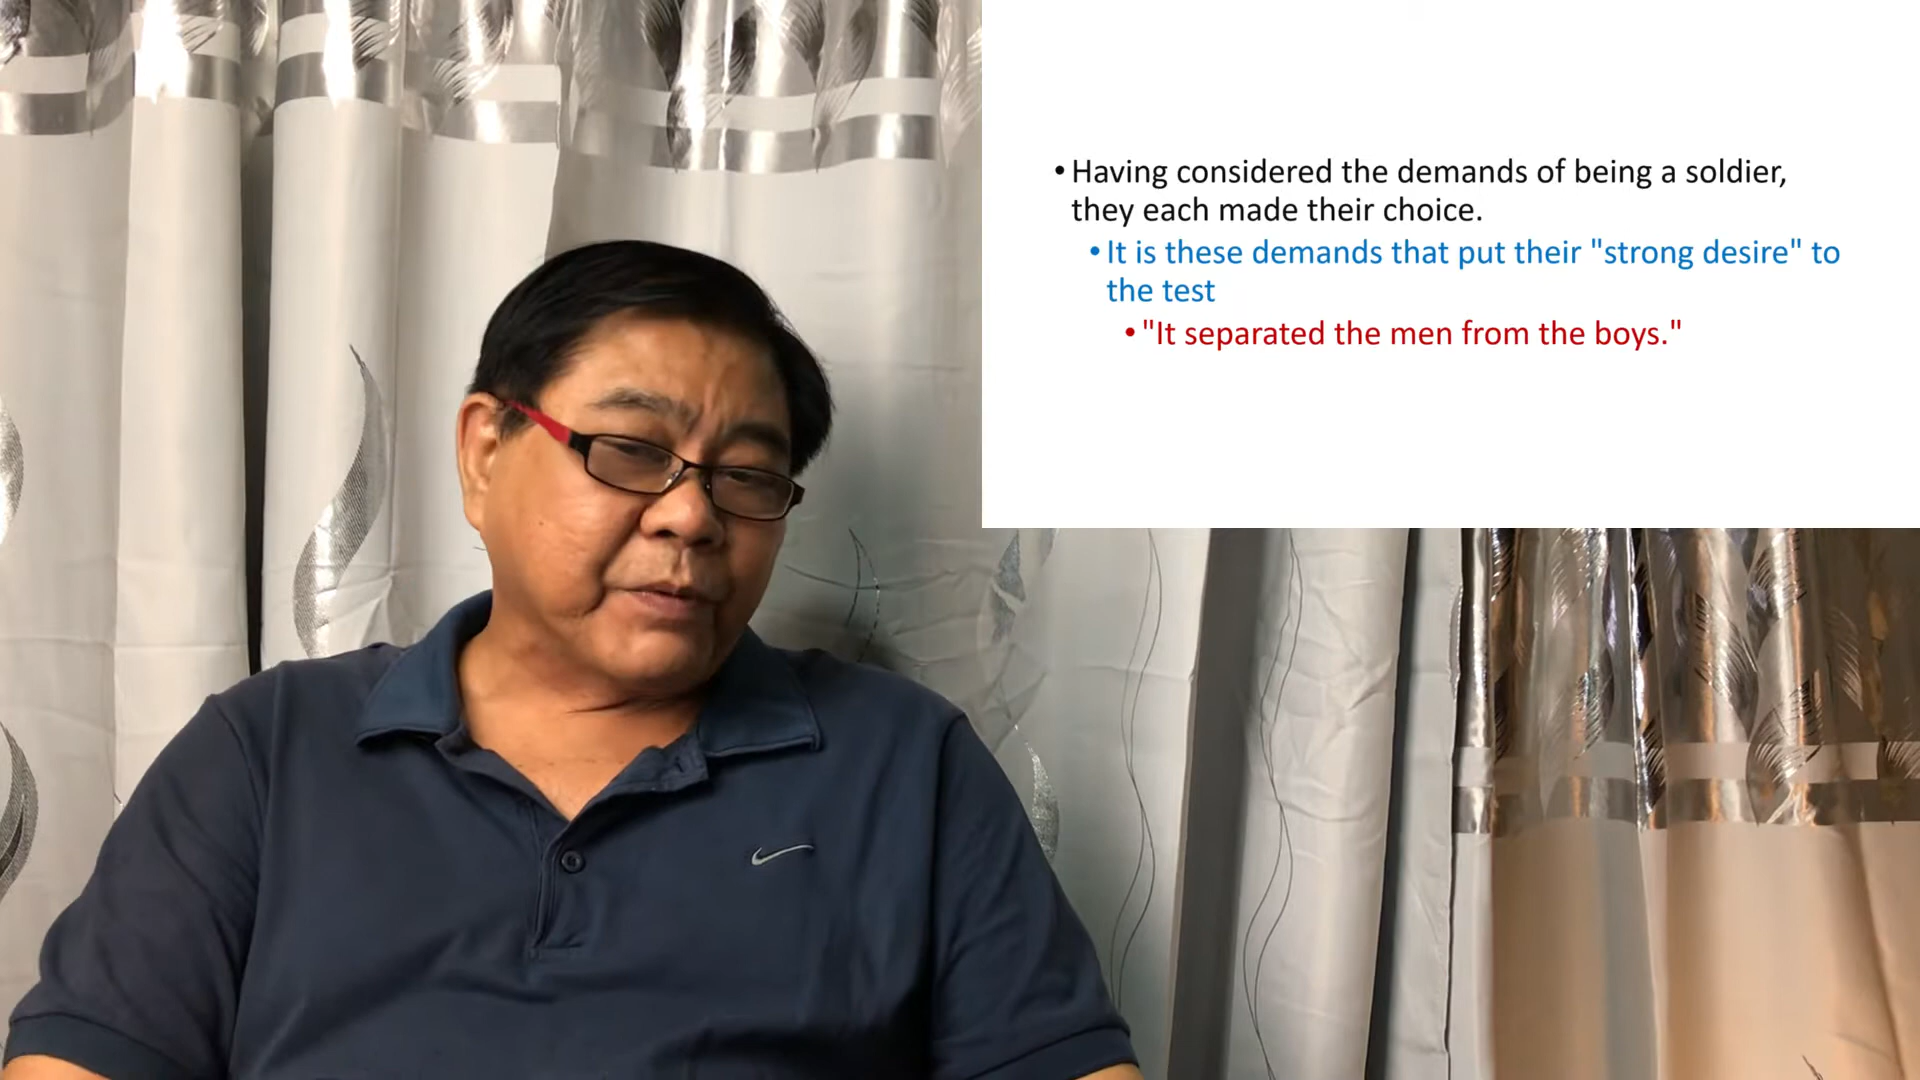 • Having considered the demands of being a soldier,
they each made their choice.
• It is these demands that put their "strong desire" to
the test
• "It separated the men from the boys."